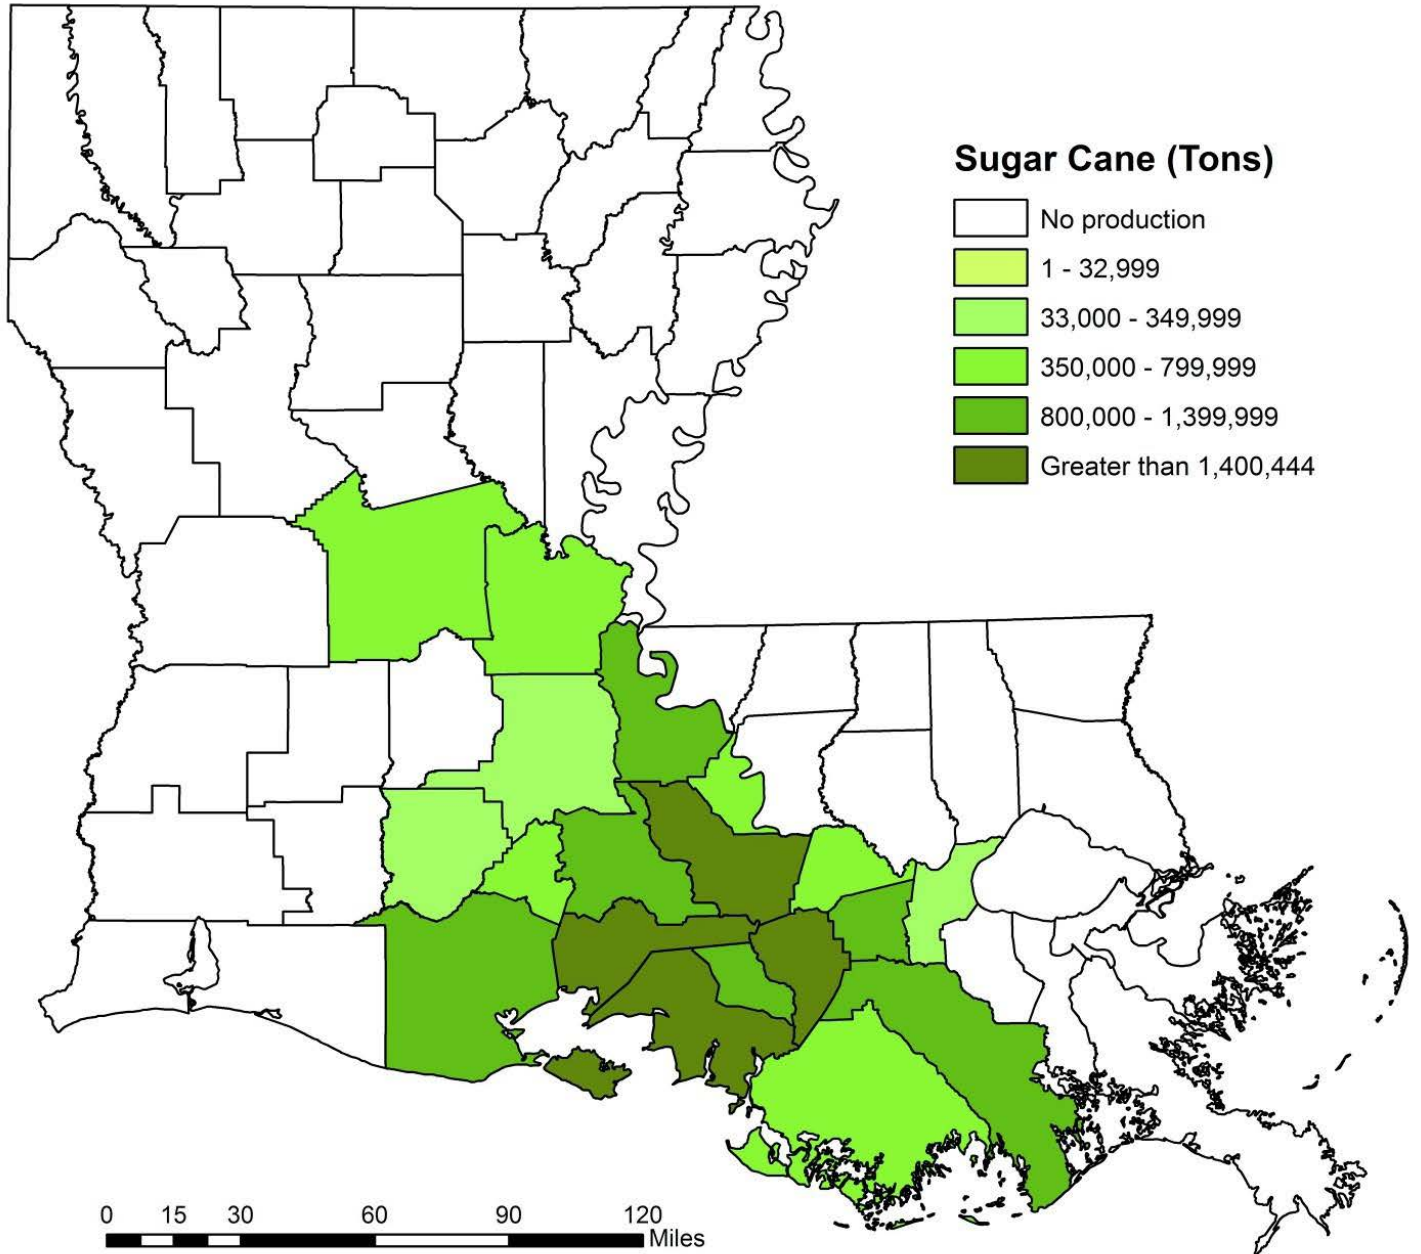 Sugar Cane (Tons)
No production
1 - 32,999
33,000 - 349,999
350,000 - 799,999
800,000 - 1,399,999
Greater than 1,400,444
0 15 30 60 90 120
Miles